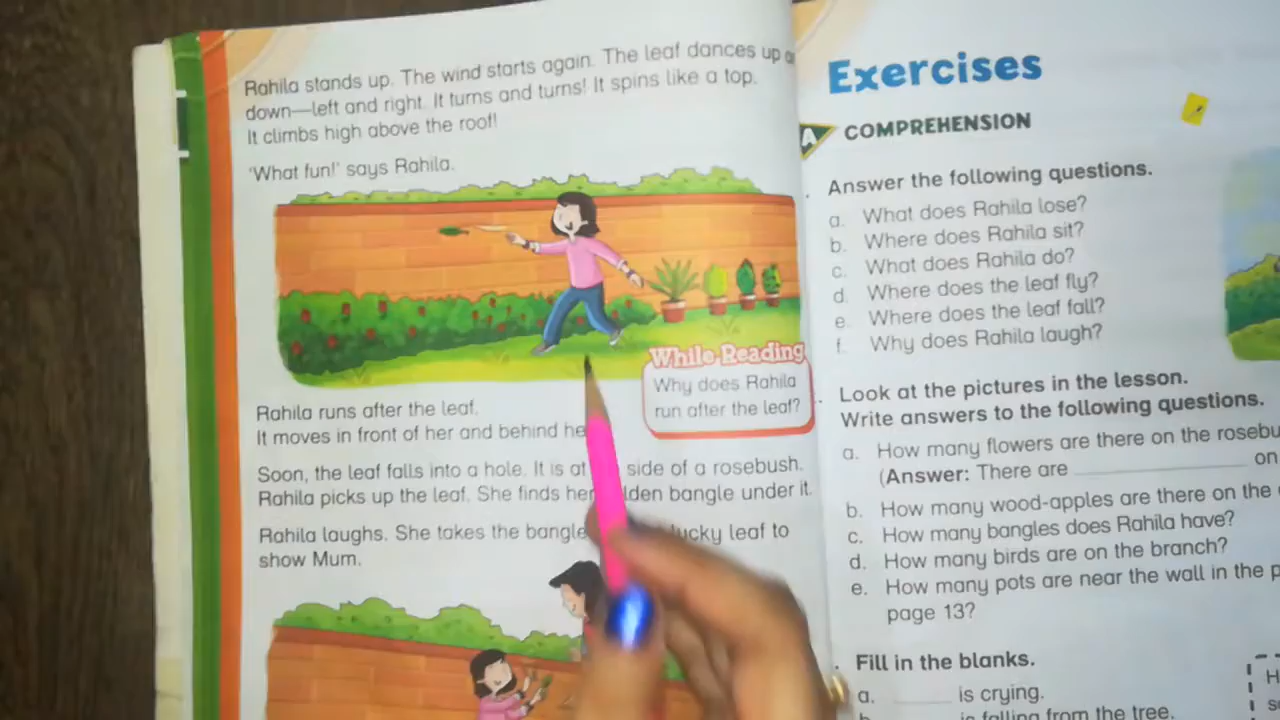 Rahila stands up. The wind starts again. The leaf dances up
down—left and right. It turns and turns! It spins like a top.
It climbs high above the roof!
'What fun!' says Rahila.
While-Reading
Why does Rahila
run after the leaf?
Rahila runs after the leaf.
It moves in front of her and behind
Soon, the leaf falls into a hole. It is at side of a rosebush.
Rahila picks up the leaf. She finds bangle under it.
Rahila laughs. She takes the bangle lucky leaf to
show Mum.
Exercises
A COMPREHENSION
Answer the following questions.
a. What does Rahila lose?
b. Where does Rahila sit?
c. What does Rahila do?
d. Where does the leaf fly?
e. Where does the leaf fall?
f. Why does Rahila laugh?
Look at the pictures in the lesson.
Write answers to the following questions.
a. How many flowers are there on the
(Answer: There are __________ on
b. How many wood-apples are there on the
c. How many bangles does Rahila have?
d. How many birds are on the branch?
e. How many pots are near the wall in the
page 13?
Fill in the blanks.
a. _____ is crying.
is falling from the tree.